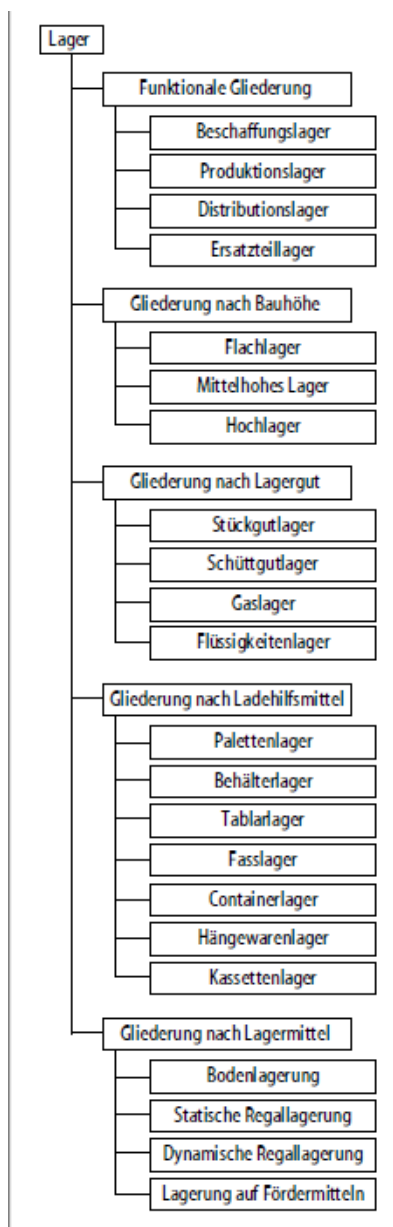 Lager
Funktionale Gliederung
Beschaffungslager
Produktionslager
Distributionslager
Ersatzteillager
Gliederung nach Bauhöhe
Flachlager
Mittelhohes Lager
Hochlager
Gliederung nach Lagergut
Stückgutlager
Schüttgutlager
Gaslager
Flüssigkeitenlager
Gliederung nach Ladehilfsmittel
Palettenlager
Behälterlager
Tablarlager
Fasslager
Containerlager
Hängewarenlager
Kassettenlager
Gliederung nach Lagermittel
Bodenlagerung
Statische Regallagerung
Dynamische Regallagerung
Lagerung auf Fördermitteln